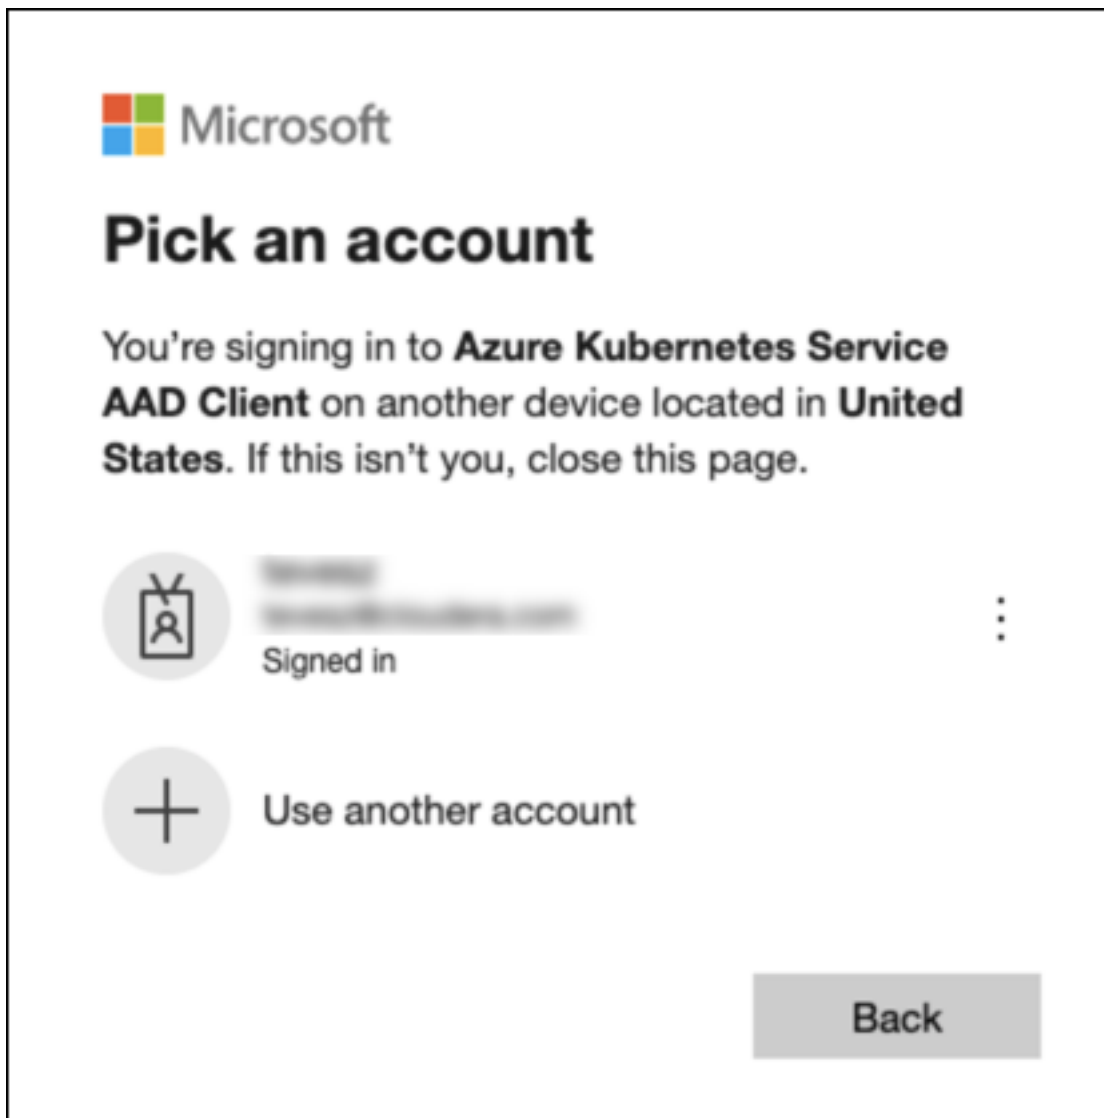 Microsoft
Pick an account
You’re signing in to Azure Kubernetes Service
AAD Client on another device located in United
States. If this isn’t you, close this page.
Signed in
Use another account
Back